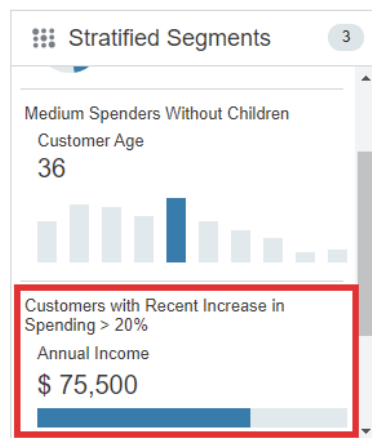 Stratified Segments
3
Medium Spenders Without Children
Customer Age
36
Customers with Recent Increase in
Spending > 20%
Annual Income
$ 75,500